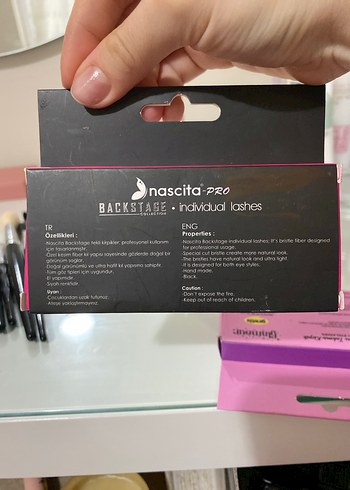 nascita-PRO
BACKSTAGE • individual lashes
COLLECTION
TR
Özellikleri :
Nascita Backstage tekli kirpikler, profesyonel kullanım
için tasarlanmıştır.
Özel kesim fiber kıl yapısı sayesinde gözlerde doğal bir
görünüm sağlar.
Doğal görünümlü ve ultra hafif kıl yapısına sahiptir.
Tüm göz tipleri için uygundur.
El yapımıdır.
Siyah renklidir.
Uyarı :
-Çocuklardan uzak tutunuz.
-Ateşe yaklaştırmayınız.
ENG
Properties :
Nascita Backstage individual lashes; it's bristle fiber designed
for professional usage.
Special cut bristle create more natural look.
The bristles have natural look and ultra light.
It is designed for both eye styles.
Hand made.
Black.
Caution :
-Don't expose the fire.
-Keep out of reach of children.